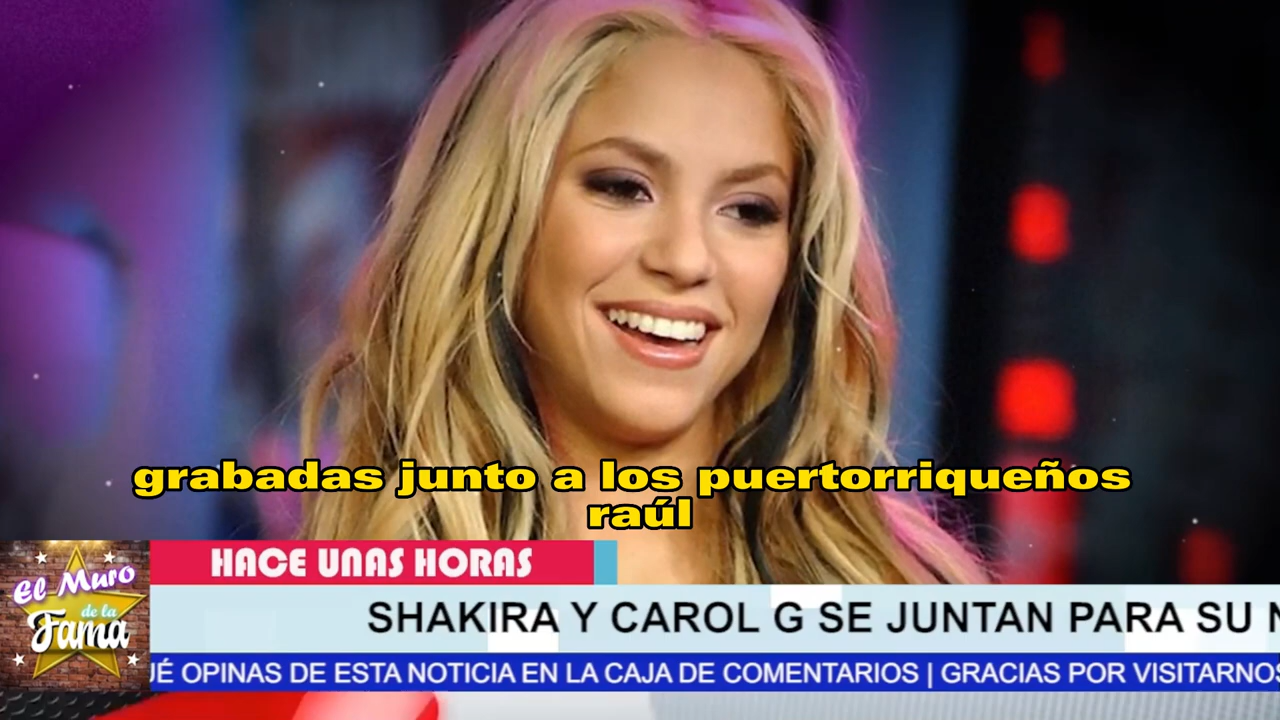 grabadas junto a los puertorriqueños
raúl
HACE UNAS HORAS
El Muro
de la
Fama
SHAKIRA Y CAROL G SE JUNTAN PARA SU
OPINAS DE ESTA NOTICIA EN LA CAJA DE COMENTARIOS | GRACIAS POR VISITARNOS